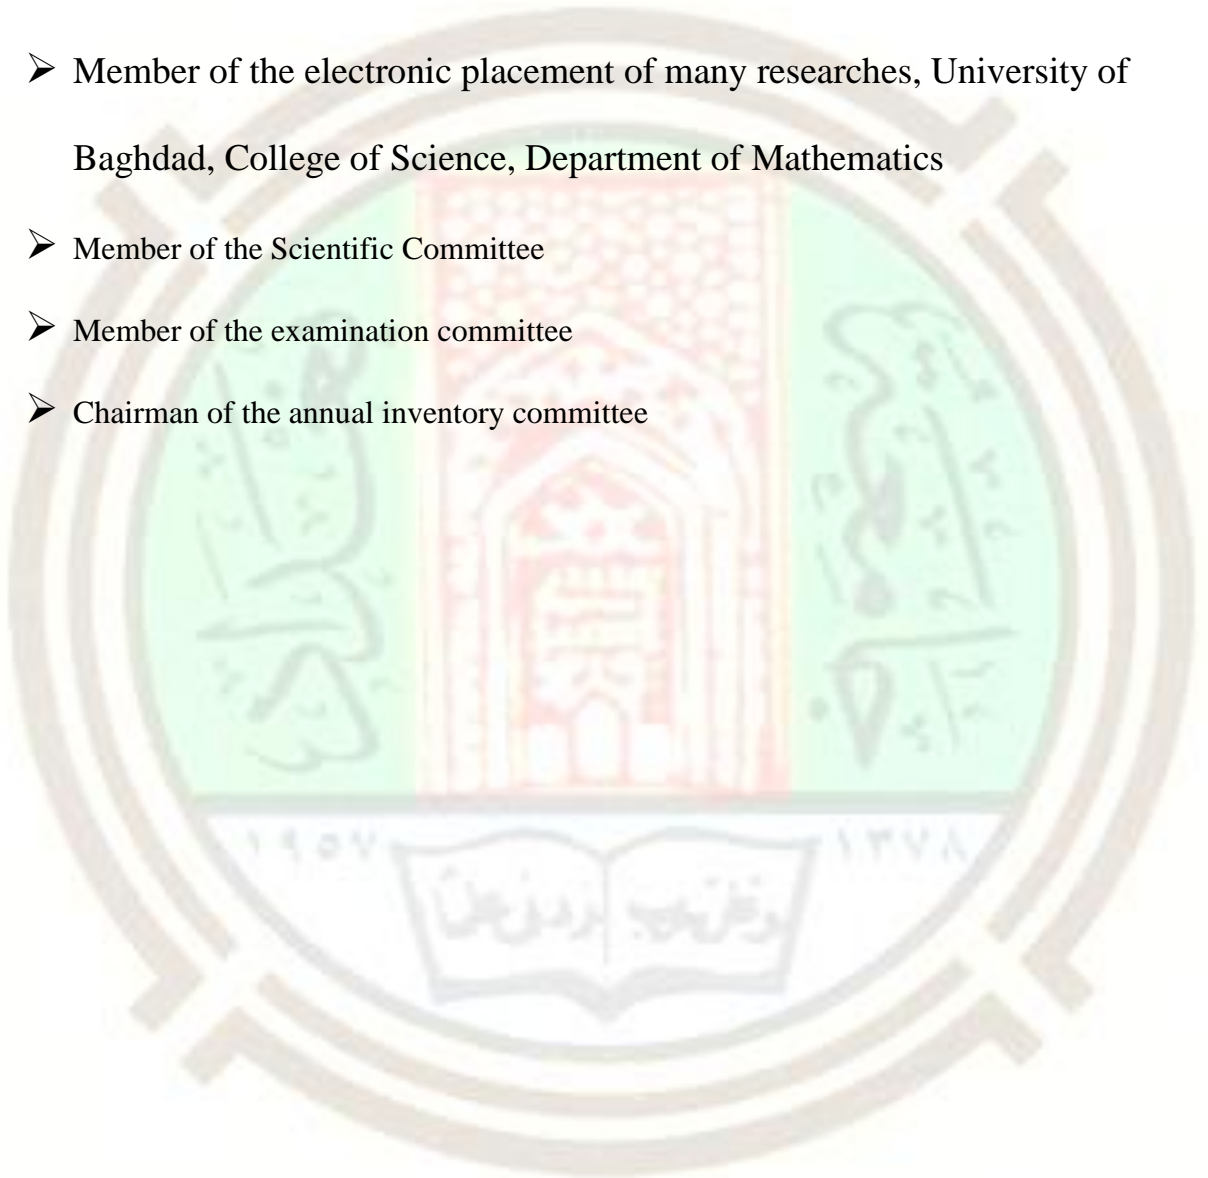 ➢ Member of the electronic placement of many researches, University of
Baghdad, College of Science, Department of Mathematics
➢ Member of the Scientific Committee
➢ Member of the examination committee
➢ Chairman of the annual inventory committee
١٩٥٧ ١٣٧٨